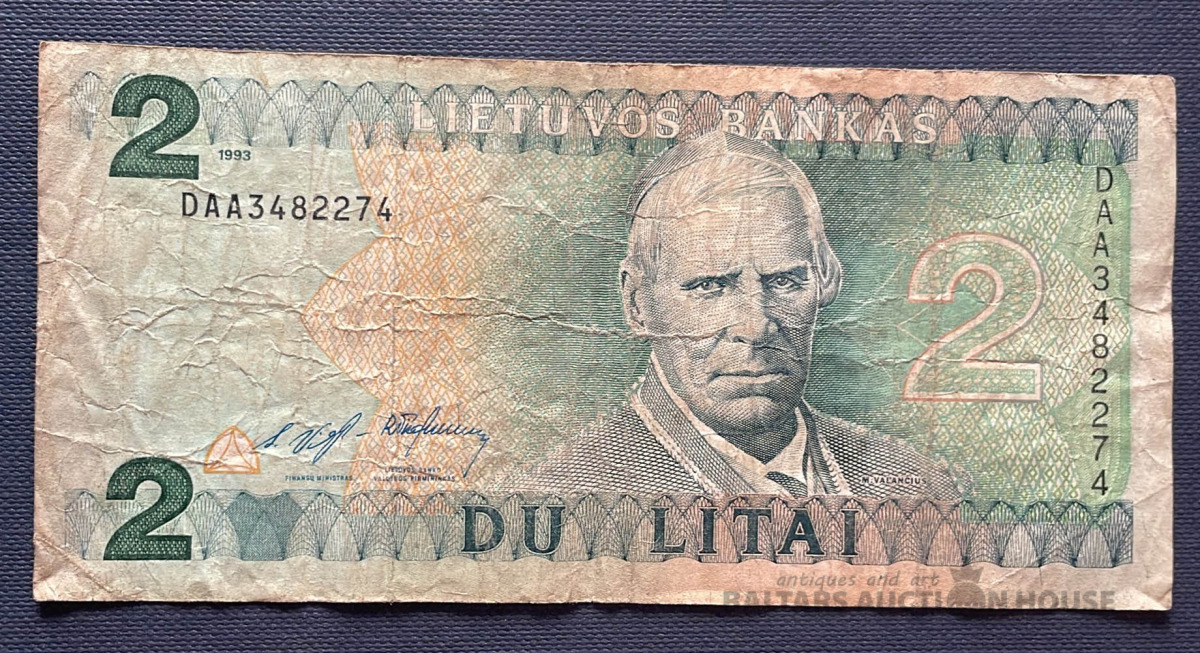 2
LIETUVOS BANKAS
1993
DAA3482274
DAA3482274
2
FINANSŲ MINISTRAS
LIETUVOS BANKO
VALDYBOS PIRMININKAS
M. VALANČIUS
2
DU LITAI
antiques and art
BALTARS AUCTION HOUSE